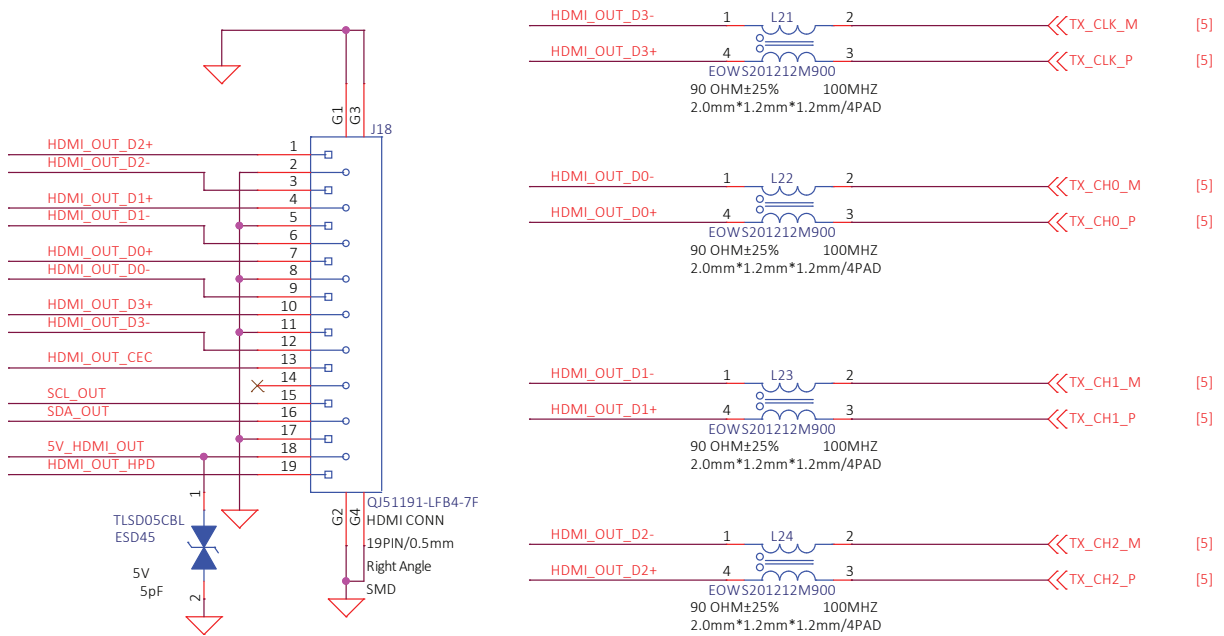 G1
G3
J18
HDMI_OUT_D2+ 1
HDMI_OUT_D2- 2
3
HDMI_OUT_D1+ 4
HDMI_OUT_D1- 5
6
HDMI_OUT_D0+ 7
HDMI_OUT_D0- 8
9
HDMI_OUT_D3+ 10
HDMI_OUT_D3- 11
12
HDMI_OUT_CEC 13
14
SCL_OUT 15
SDA_OUT 16
17
5V_HDMI_OUT 18
HDMI_OUT_HPD 19
1
TLSD05CBL
ESD45
5V
5pF
2
G2
G4
QJ51191-LFB4-7F
HDMI CONN
19PIN/0.5mm
Right Angle
SMD
HDMI_OUT_D3- 1 L21 2 TX_CLK_M [5]
HDMI_OUT_D3+ 4 3 TX_CLK_P [5]
EOWS201212M900
90 OHM±25% 100MHZ
2.0mm*1.2mm*1.2mm/4PAD
HDMI_OUT_D0- 1 L22 2 TX_CH0_M [5]
HDMI_OUT_D0+ 4 3 TX_CH0_P [5]
EOWS201212M900
90 OHM±25% 100MHZ
2.0mm*1.2mm*1.2mm/4PAD
HDMI_OUT_D1- 1 L23 2 TX_CH1_M [5]
HDMI_OUT_D1+ 4 3 TX_CH1_P [5]
EOWS201212M900
90 OHM±25% 100MHZ
2.0mm*1.2mm*1.2mm/4PAD
HDMI_OUT_D2- 1 L24 2 TX_CH2_M [5]
HDMI_OUT_D2+ 4 3 TX_CH2_P [5]
EOWS201212M900
90 OHM±25% 100MHZ
2.0mm*1.2mm*1.2mm/4PAD